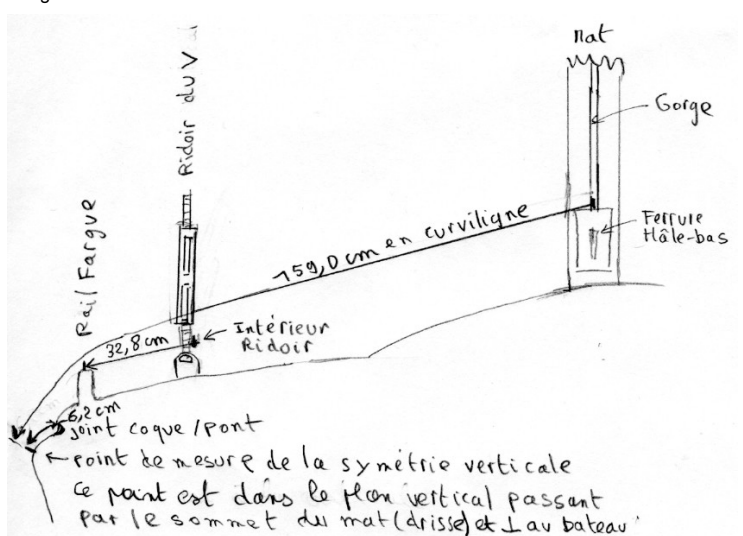 Mat
Gorge
Ridoir du V
Rail Fargue
159,0 cm en curviligne
Ferrure
Hâle-bas
32,8 cm
Intérieur
Ridoir
6,2 cm
joint coque/pont
point de mesure de la symétrie verticale
Ce point est dans le plan vertical passant
par le sommet du mat (drisse) et ⊥ au bateau